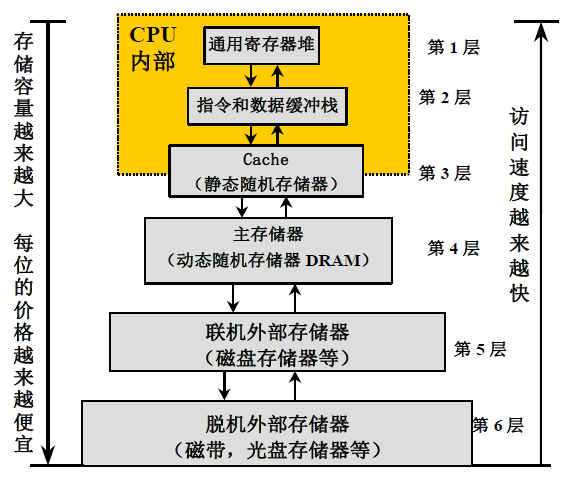 CPU
内部
通用寄存器堆
第 1 层
指令和数据缓冲栈
第 2 层
Cache
（静态随机存储器）
第 3 层
主存储器
（动态随机存储器 DRAM）
第 4 层
联机外部存储器
（磁盘存储器等）
第 5 层
脱机外部存储器
（磁带，光盘存储器等）
第 6 层
存储容量越来越大 每位的价格越来越便宜
访问速度越来越快